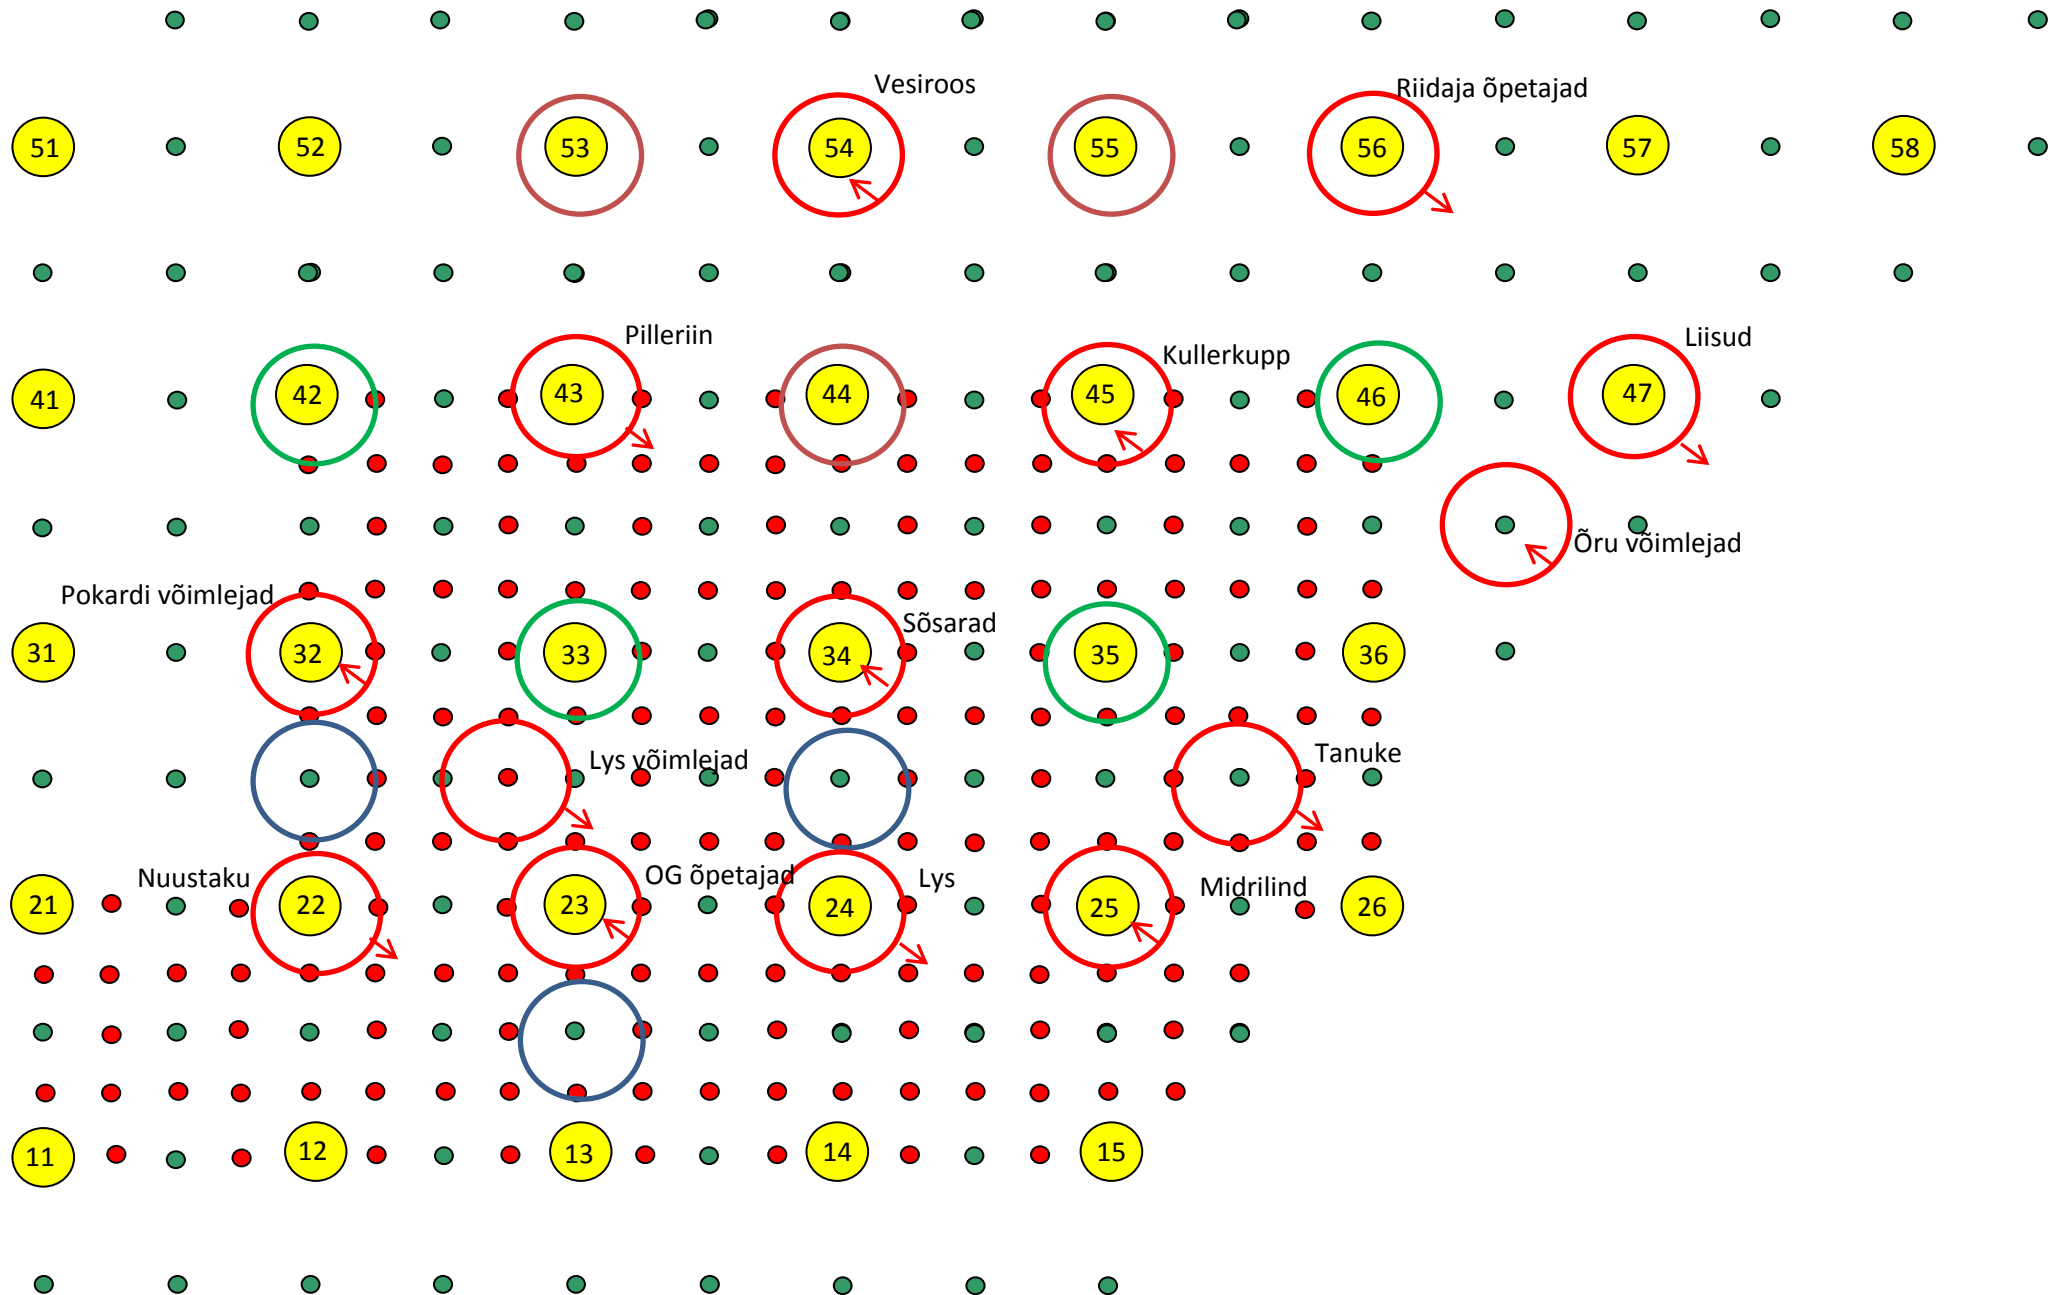 Vesiroos
Riidaja õpetajad
51
52
53
54
55
56
57
58
Pilleriin
Kullerkupp
Liisud
41
42
43
44
45
46
47
Õru võimlejad
Pokardi võimlejad
Sõsarad
31
32
33
34
35
36
Lys võimlejad
Tanuke
Nuustaku
OG õpetajad
Lys
Midrilind
21
22
23
24
25
26
11
12
13
14
15